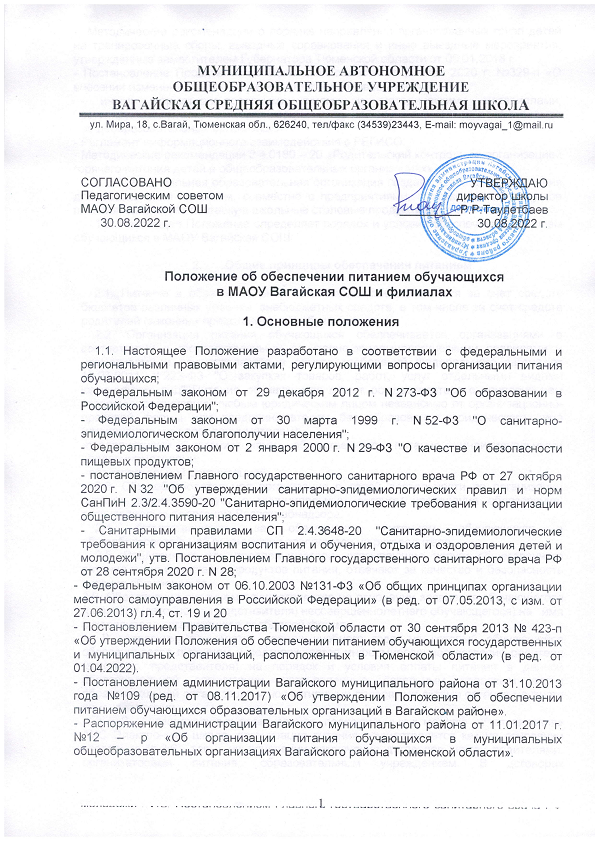 МУНИЦИПАЛЬНОЕ АВТОНОМНОЕ
ОБЩЕОБРАЗОВАТЕЛЬНОЕ УЧРЕЖДЕНИЕ
ВАГАЙСКАЯ СРЕДНЯЯ ОБЩЕОБРАЗОВАТЕЛЬНАЯ ШКОЛА
ул. Мира, 18, с.Вагай, Тюменская обл., 626240, тел/факс (34539)23443, E-mail: moyvagai_1@mail.ru
СОГЛАСОВАНО УТВЕРЖДАЮ
Педагогическим советом директор школы
МАОУ Вагайской СОШ Р.Р.Таулетбаев
30.08.2022 г. 30.08.2022 г.
Положение об обеспечении питанием обучающихся
в МАОУ Вагайская СОШ и филиалах
1. Основные положения
1.1. Настоящее Положение разработано в соответствии с федеральными и
региональными правовыми актами, регулирующими вопросы организации питания
обучающихся;
- Федеральным законом от 29 декабря 2012 г. N 273-ФЗ "Об образовании в
Российской Федерации";
- Федеральным законом от 30 марта 1999 г. N 52-ФЗ "О санитарно-
эпидемиологическом благополучии населения";
- Федеральным законом от 2 января 2000 г. N 29-ФЗ "О качестве и безопасности
пищевых продуктов;
- постановлением Главного государственного санитарного врача РФ от 27 октября
2020 г. N 32 "Об утверждении санитарно-эпидемиологических правил и норм
СанПиН 2.3/2.4.3590-20 "Санитарно-эпидемиологические требования к организации
общественного питания населения";
- Санитарными правилами СП 2.4.3648-20 "Санитарно-эпидемиологические
требования к организациям воспитания и обучения, отдыха и оздоровления детей и
молодежи", утв. Постановлением Главного государственного санитарного врача РФ
от 28 сентября 2020 г. N 28;
- Федеральным законом от 06.10.2003 №131-ФЗ «Об общих принципах организации
местного самоуправления в Российской Федерации» (в ред. от 07.05.2013, с изм. от
27.06.2013) гл.4, ст. 19 и 20
- Постановлением Правительства Тюменской области от 30 сентября 2013 № 423-п
«Об утверждении Положения об обеспечении питанием обучающихся государственных
и муниципальных организаций, расположенных в Тюменской области» (в ред. от
01.04.2022).
- Постановлением администрации Вагайского муниципального района от 31.10.2013
года №109 (ред. от 08.11.2017) «Об утверждении Положения об обеспечении
питанием обучающихся образовательных организаций в Вагайском районе».
- Распоряжение администрации Вагайского муниципального района от 11.01.2017 г.
№12 – р «Об организации питания обучающихся в муниципальных
общеобразовательных организациях Вагайского района Тюменской области».
1